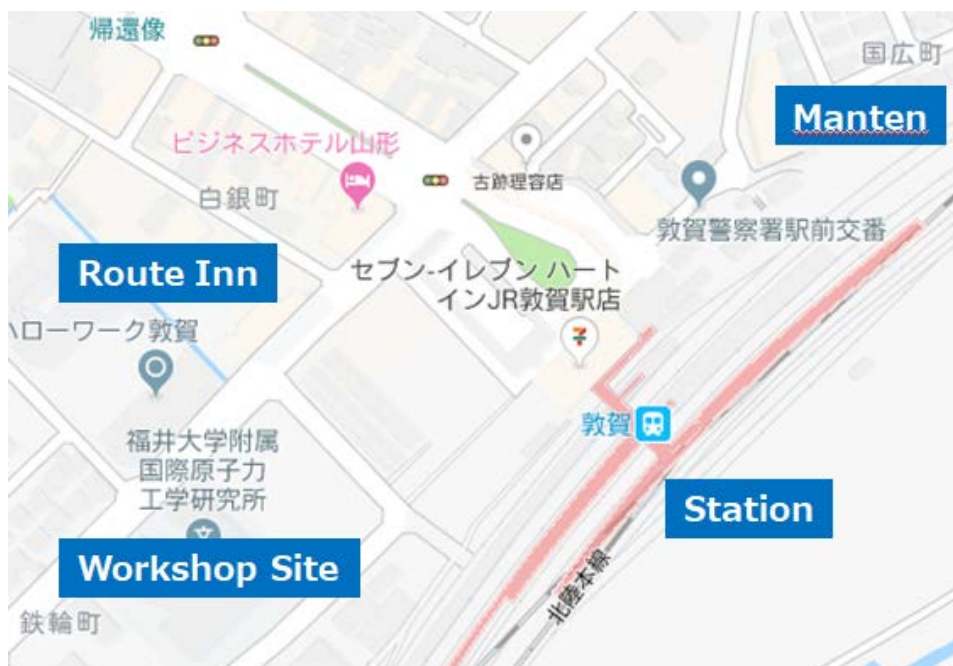 帰還像
国広町
Manten
ビジネスホテル山形
古跡理容店
白銀町
敦賀警察署駅前交番
Route Inn
セブン-イレブン ハート
インJR敦賀駅店
ハローワーク敦賀
敦賀
福井大学附属
国際原子力
工学研究所
Station
Workshop Site
北陸本線
鉄輪町